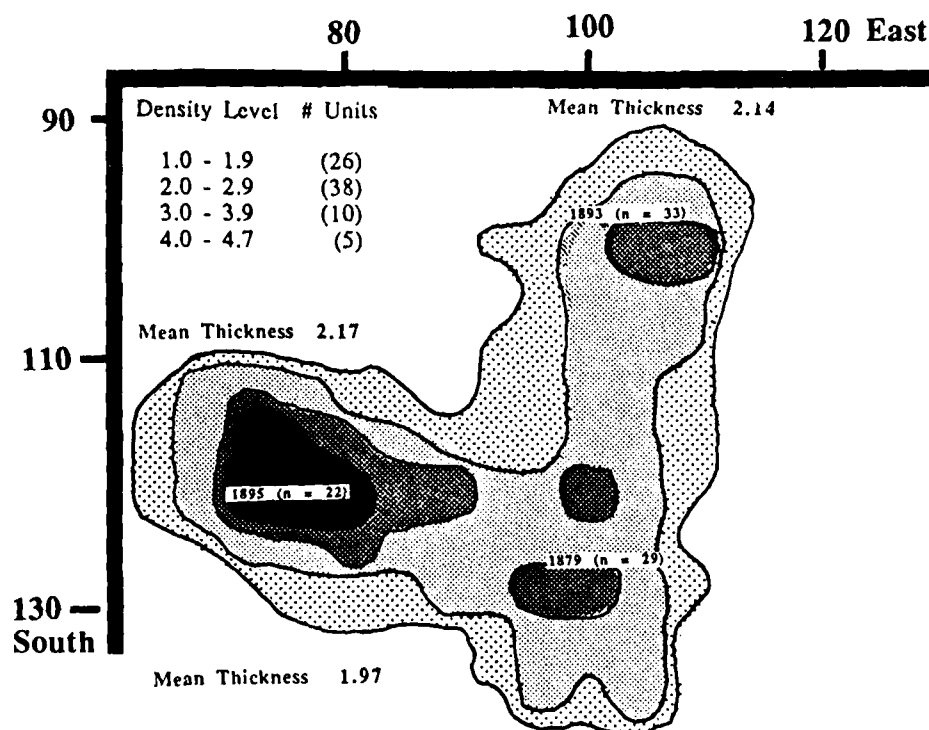 80 100 120 East
90
Density Level # Units
Mean Thickness 2.14
1.0 - 1.9 (26)
2.0 - 2.9 (38)
3.0 - 3.9 (10)
4.0 - 4.7 (5)
1893 (n = 33)
Mean Thickness 2.17
110
1895 (n = 22)
1879 (n = 29)
130
South
Mean Thickness 1.97